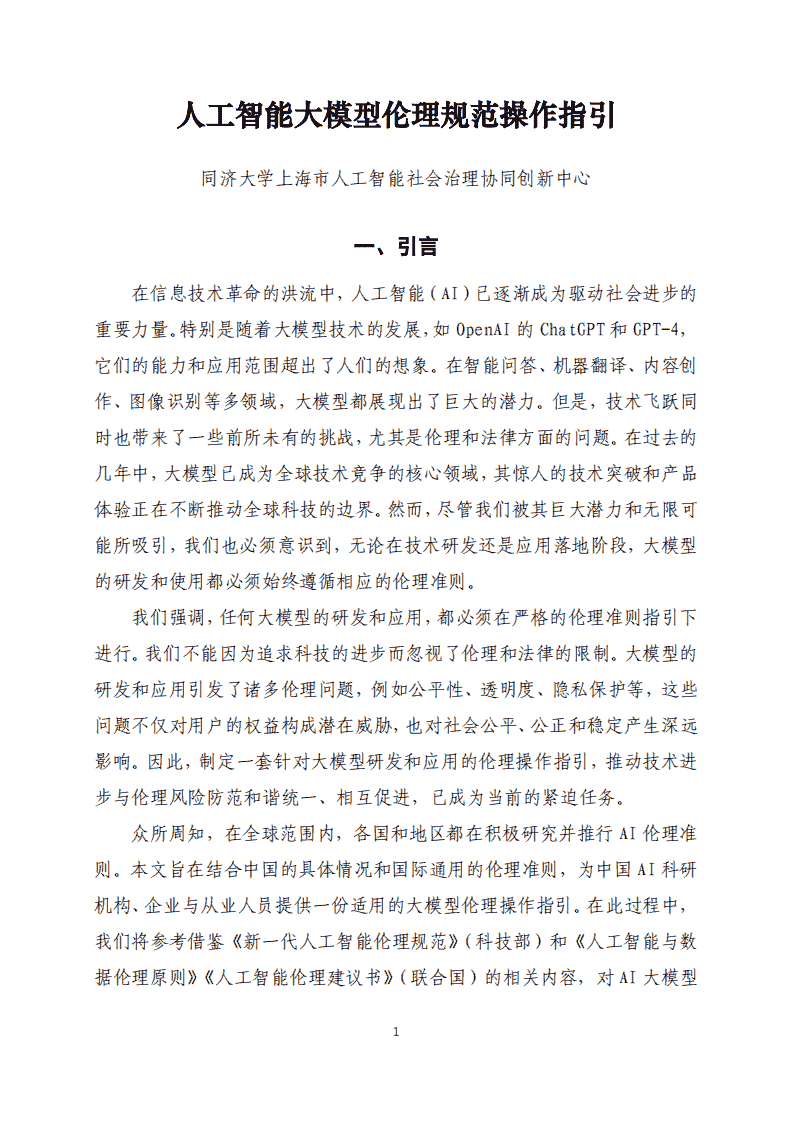 人工智能大模型伦理规范操作指引
同济大学上海市人工智能社会治理协同创新中心
一、引言
在信息技术革命的洪流中，人工智能（AI）已逐渐成为驱动社会进步的
重要力量。特别是随着大模型技术的发展，如 OpenAI 的 ChatGPT 和 GPT-4，
它们的能力和应用范围超出了人们的想象。在智能问答、机器翻译、内容创
作、图像识别等多领域，大模型都展现出了巨大的潜力。但是，技术飞跃同
时也带来了一些前所未有的挑战，尤其是伦理和法律方面的问题。在过去的
几年中，大模型已成为全球技术竞争的核心领域，其惊人的技术突破和产品
体验正在不断推动全球科技的边界。然而，尽管我们被其巨大潜力和无限可
能所吸引，我们也必须意识到，无论在技术研发还是应用落地阶段，大模型
的研发和使用都必须始终遵循相应的伦理准则。
我们强调，任何大模型的研发和应用，都必须在严格的伦理准则指引下
进行。我们不能因为追求科技的进步而忽视了伦理和法律的限制。大模型的
研发和应用引发了诸多伦理问题，例如公平性、透明度、隐私保护等，这些
问题不仅对用户的权益构成潜在威胁，也对社会公平、公正和稳定产生深远
影响。因此，制定一套针对大模型研发和应用的伦理操作指引，推动技术进
步与伦理风险防范和谐统一、相互促进，已成为当前的紧迫任务。
众所周知，在全球范围内，各国和地区都在积极研究并推行 AI 伦理准
则。本文旨在结合中国的具体情况和国际通用的伦理准则，为中国 AI 科研
机构、企业与从业人员提供一份适用的大模型伦理操作指引。在此过程中，
我们将参考借鉴《新一代人工智能伦理规范》（科技部）和《人工智能与数
据伦理原则》《人工智能伦理建议书》（联合国）的相关内容，对 AI 大模型
1